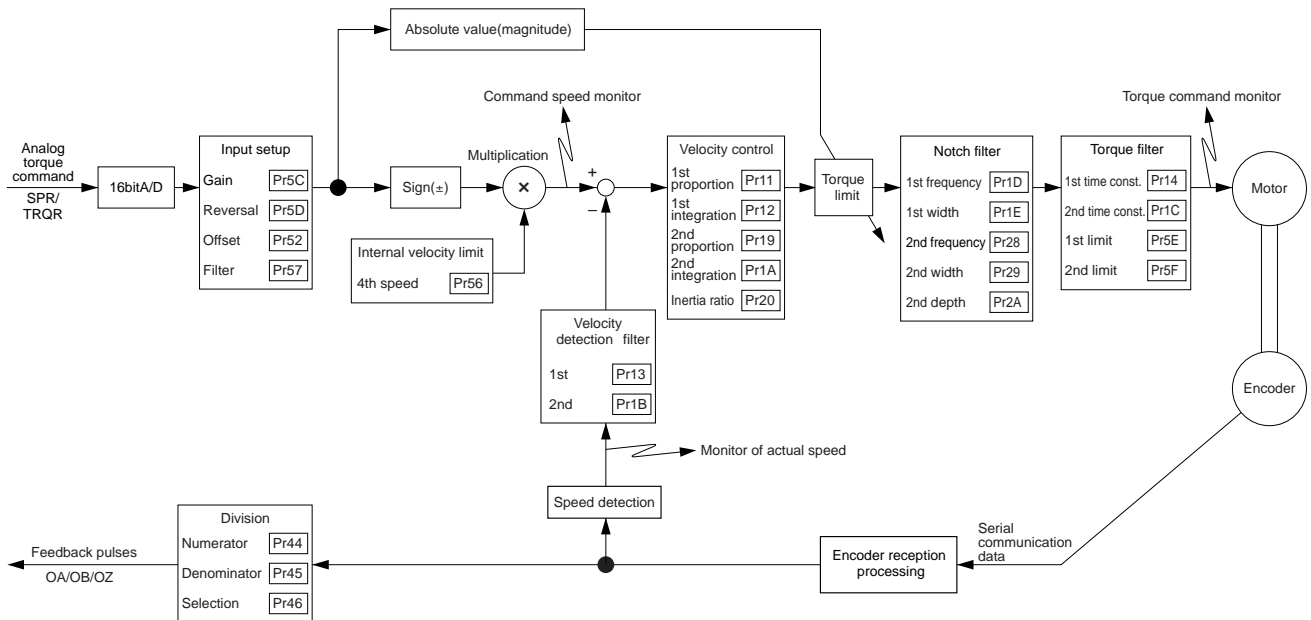 Absolute value(magnitude)
Command speed monitor
Torque command monitor
Analog
torque
command
SPR/
TRQR
16bitA/D
Input setup
Gain Pr5C
Reversal Pr5D
Offset Pr52
Filter Pr57
Sign(±)
Multiplication
×
Internal velocity limit
4th speed Pr56
+
−
Velocity control
1st
proportion Pr11
1st
integration Pr12
2nd
proportion Pr19
2nd
integration Pr1A
Inertia ratio Pr20
Torque
limit
Notch filter
1st frequency Pr1D
1st width Pr1E
2nd frequency Pr28
2nd width Pr29
2nd depth Pr2A
Torque filter
1st time const. Pr14
2nd time const. Pr1C
1st limit Pr5E
2nd limit Pr5F
Motor
Encoder
Velocity
detection filter
1st Pr13
2nd Pr1B
Monitor of actual speed
Speed detection
Serial
communication
data
Encoder reception
processing
Division
Numerator Pr44
Denominator Pr45
Selection Pr46
Feedback pulses
OA/OB/OZ